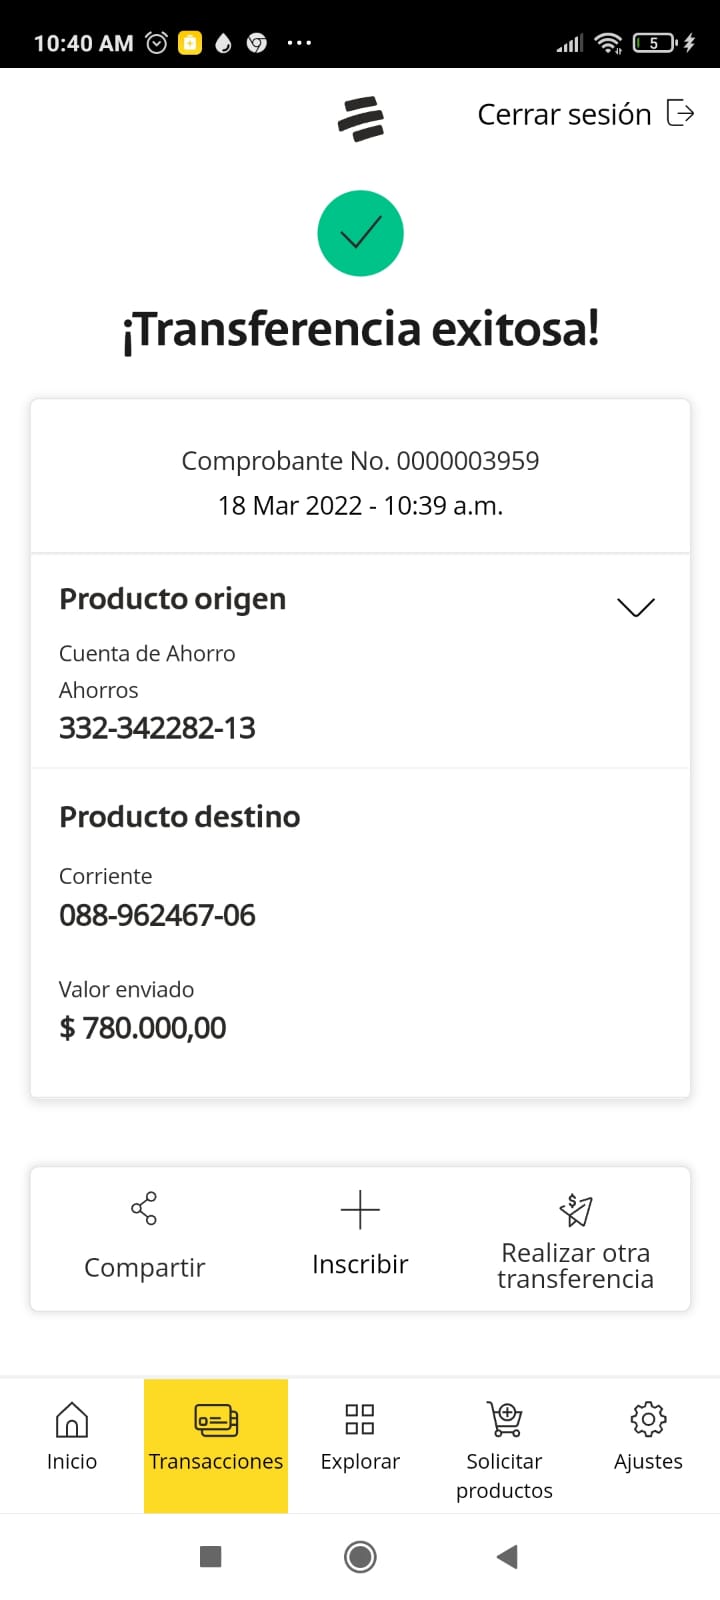 10:40 AM
5
Cerrar sesión
¡Transferencia exitosa!
Comprobante No. 0000003959
18 Mar 2022 - 10:39 a.m.
Producto origen
Cuenta de Ahorro
Ahorros
332-342282-13
Producto destino
Corriente
088-962467-06
Valor enviado
$ 780.000,00
Compartir
Inscribir
Realizar otra
transferencia
Inicio
Transacciones
Explorar
Solicitar
productos
Ajustes